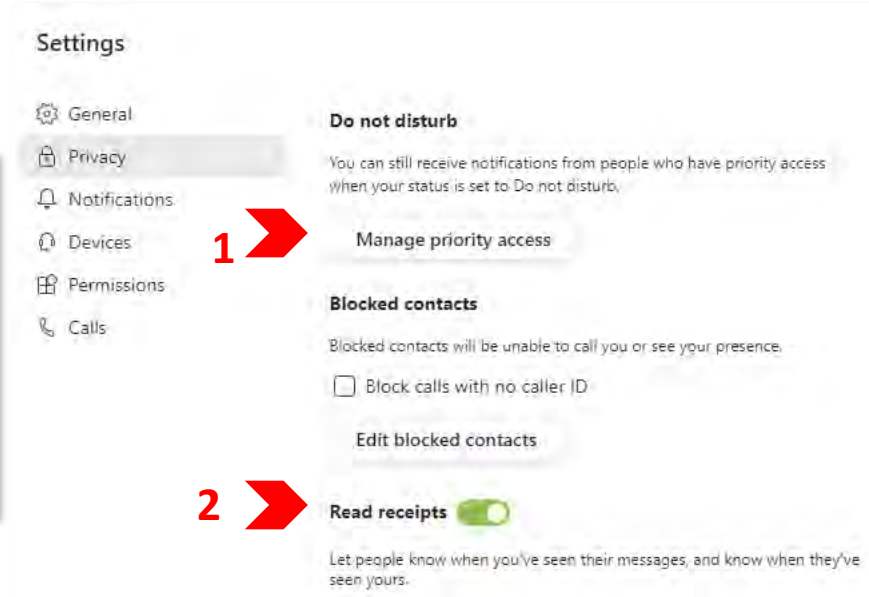 Settings
General
Privacy
Notifications
Devices
Permissions
Calls
Do not disturb
You can still receive notifications from people who have priority access
when your status is set to Do not disturb.
1
Manage priority access
Blocked contacts
Blocked contacts will be unable to call you or see your presence.
Block calls with no caller ID
Edit blocked contacts
2
Read receipts
Let people know when you've seen their messages, and know when they've
seen yours.